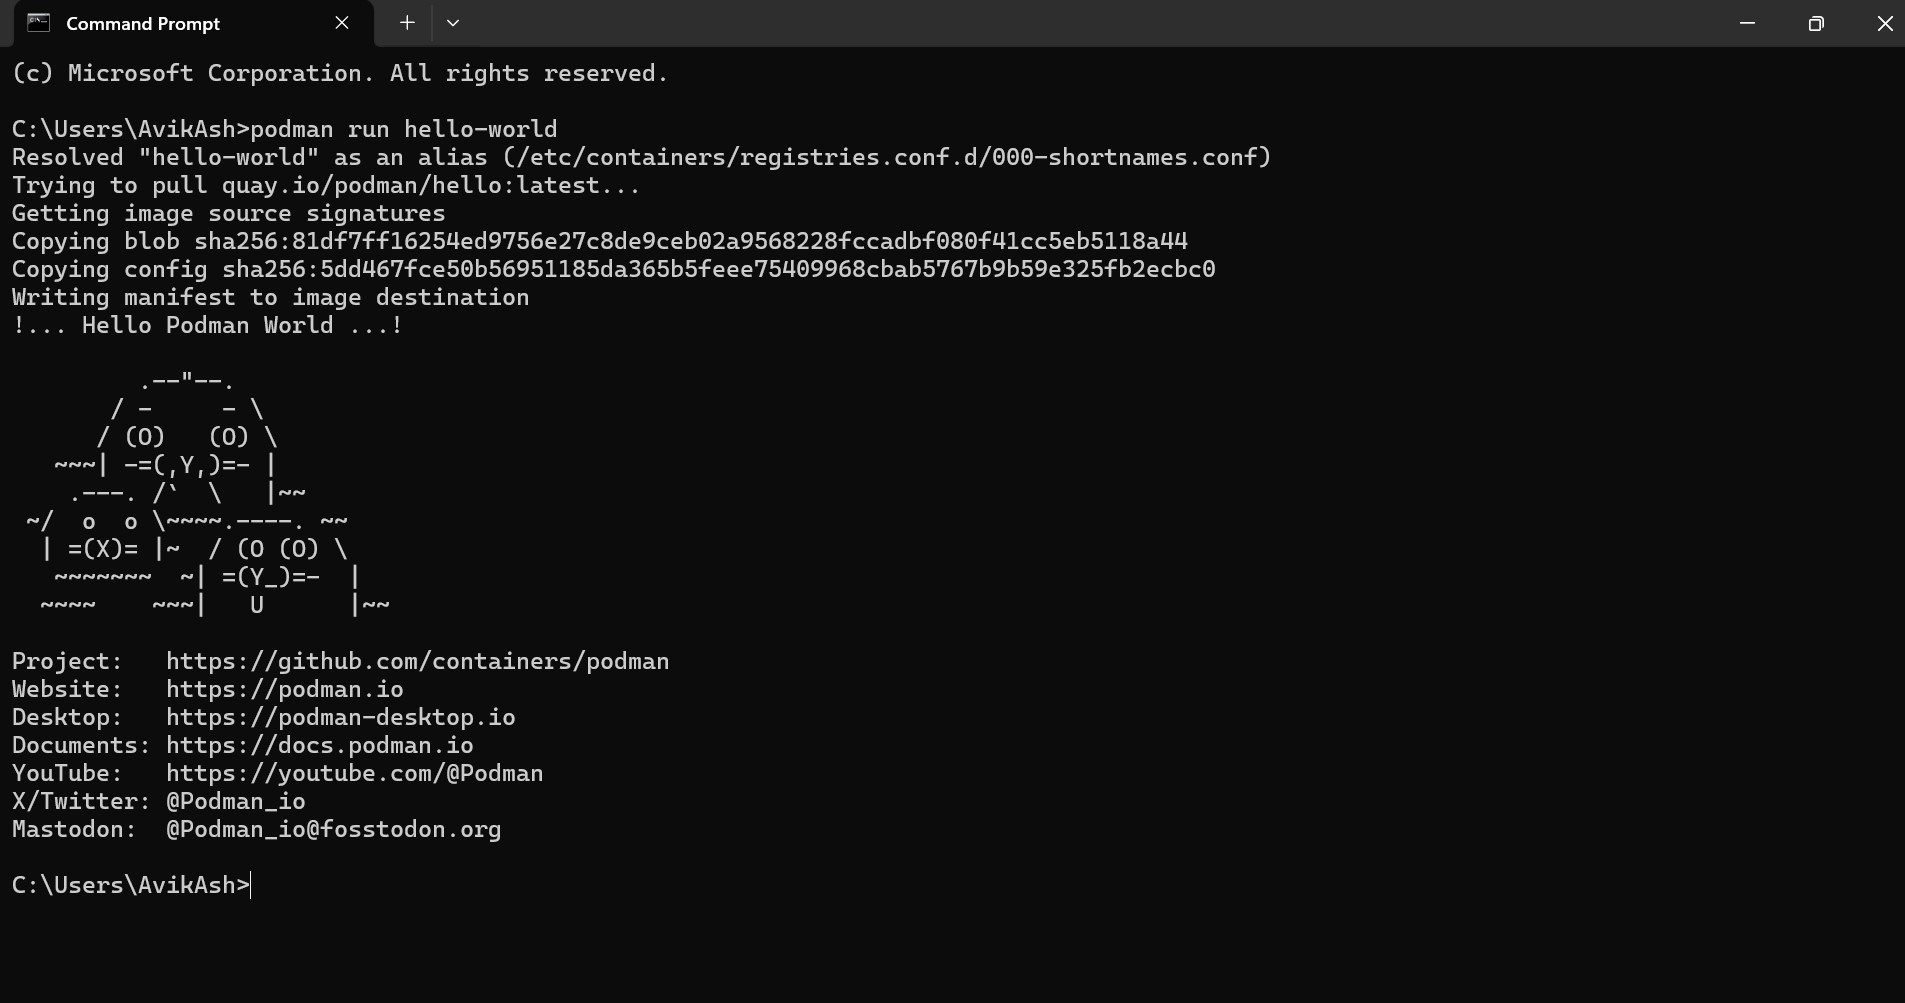 Command Prompt
(c) Microsoft Corporation. All rights reserved.

C:\Users\AvikAsh>podman run hello-world
Resolved "hello-world" as an alias (/etc/containers/registries.conf.d/000-shortnames.conf)
Trying to pull quay.io/podman/hello:latest...
Getting image source signatures
Copying blob sha256:81df7ff16254ed9756e27c8de9ceb02a9568228fccadbf080f41cc5eb5118a44
Copying config sha256:5dd467fce50b56951185da365b5feee75409968cbab5767b9b59e325fb2ecbc0
Writing manifest to image destination
!... Hello Podman World ...!

         .--"--.
       / -     - \
      / (O)   (O) \
   ~~~| -=(,Y,)=- |
    .---. /`  \   |~~
 ~/  o  o \~~~~.----. ~~
  | =(X)= |~  / (O (O) \
   ~~~~~~~  ~| =(Y_)=-  |
  ~~~~    ~~~|   U      |~~

Project:   https://github.com/containers/podman
Website:   https://podman.io
Desktop:   https://podman-desktop.io
Documents: https://docs.podman.io
YouTube:   https://youtube.com/@Podman
X/Twitter: @Podman_io
Mastodon:  @Podman_io@fosstodon.org

C:\Users\AvikAsh>